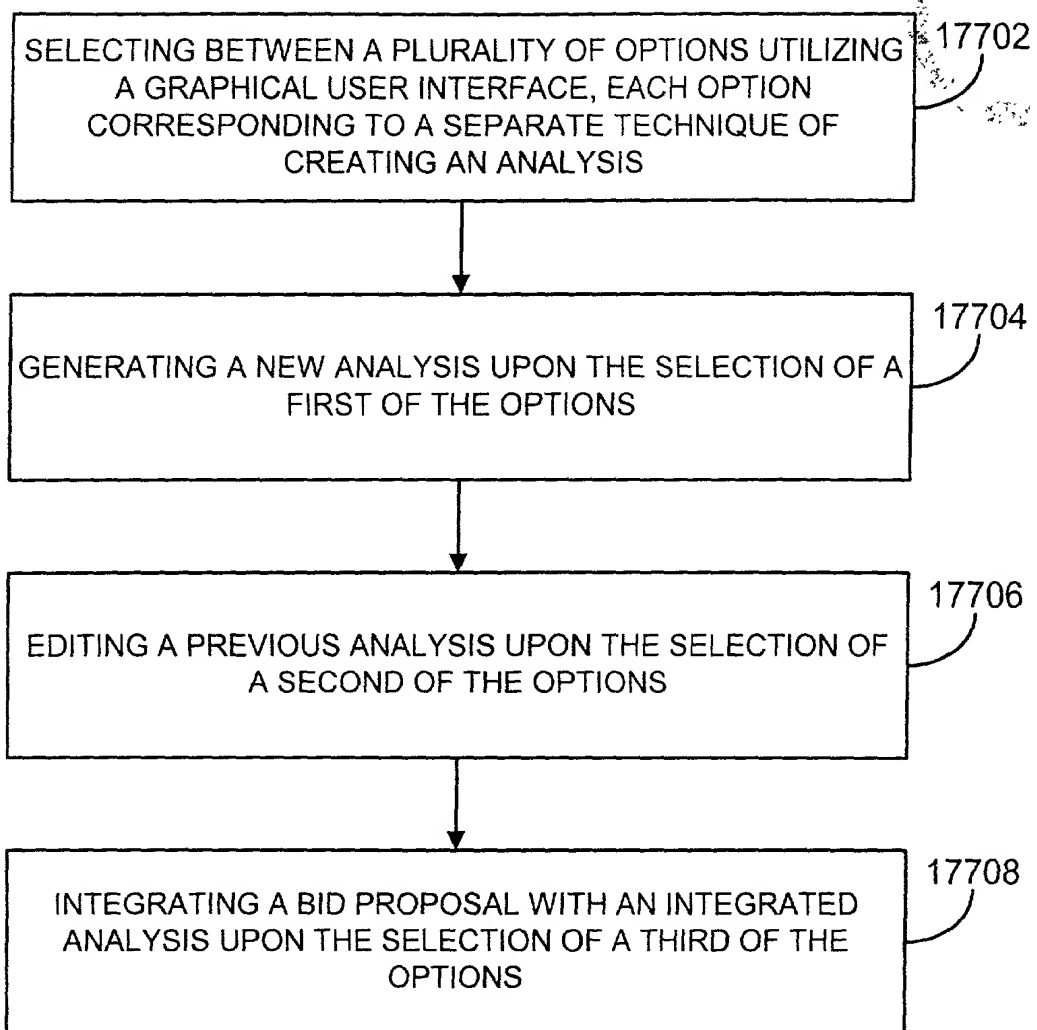 SELECTING BETWEEN A PLURALITY OF OPTIONS UTILIZING
A GRAPHICAL USER INTERFACE, EACH OPTION
CORRESPONDING TO A SEPARATE TECHNIQUE OF
CREATING AN ANALYSIS
17702
GENERATING A NEW ANALYSIS UPON THE SELECTION OF A
FIRST OF THE OPTIONS
17704
EDITING A PREVIOUS ANALYSIS UPON THE SELECTION OF
A SECOND OF THE OPTIONS
17706
INTEGRATING A BID PROPOSAL WITH AN INTEGRATED
ANALYSIS UPON THE SELECTION OF A THIRD OF THE
OPTIONS
17708